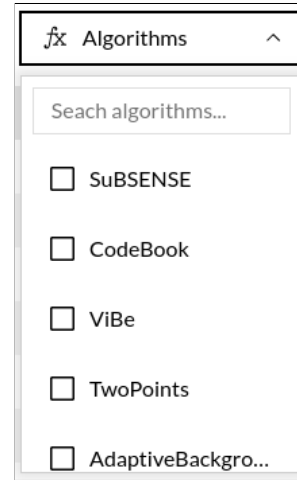 fx Algorithms
Seach algorithms...
SuBSENSE
CodeBook
ViBe
TwoPoints
AdaptiveBackgro...